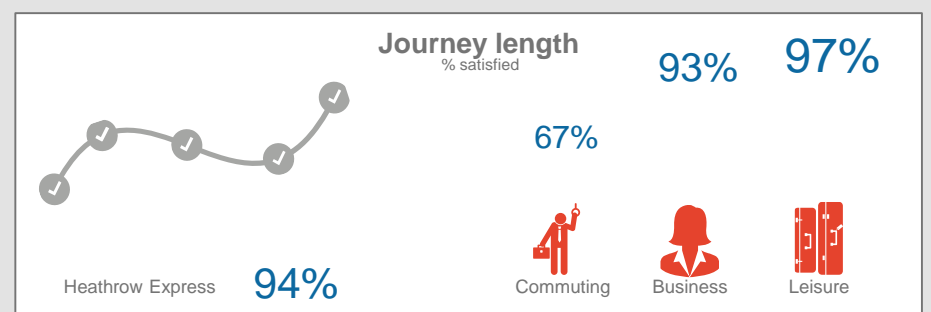 Journey length
% satisfied
67%
93%
97%
Commuting
Business
Leisure
Heathrow Express
94%